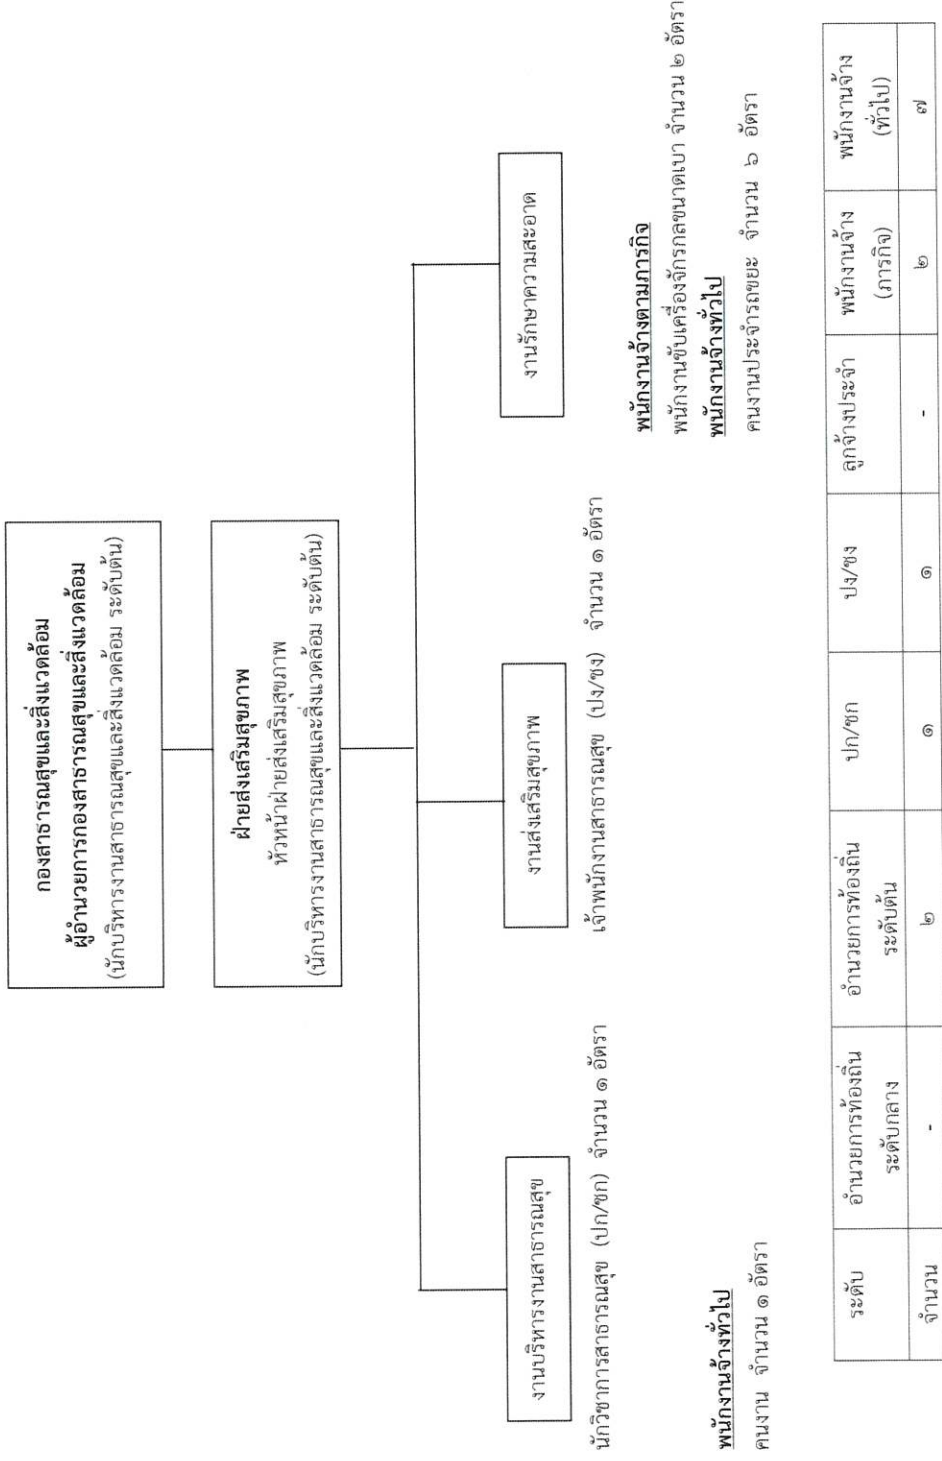 กองสาธารณสุขและสิ่งแวดล้อม
ผู้อำนวยการกองสาธารณสุขและสิ่งแวดล้อม
(นักบริหารงานสาธารณสุขและสิ่งแวดล้อม ระดับต้น)
ฝ่ายส่งเสริมสุขภาพ
หัวหน้าฝ่ายส่งเสริมสุขภาพ
(นักบริหารงานสาธารณสุขและสิ่งแวดล้อม ระดับต้น)
งานบริหารงานสาธารณสุข
นักวิชาการสาธารณสุข (ปก/ชก) จำนวน ๑ อัตรา
พนักงานจ้างทั่วไป
คนงาน จำนวน ๑ อัตรา
งานส่งเสริมสุขภาพ
เจ้าพนักงานสาธารณสุข (ปง/ชง) จำนวน ๑ อัตรา
งานรักษาความสะอาด
พนักงานจ้างตามภารกิจ
พนักงานขับเครื่องจักรกลขนาดเบา จำนวน ๒ อัตรา
พนักงานจ้างทั่วไป
คนงานประจำรถขยะ จำนวน ๖ อัตรา
ระดับ อำนวยการท้องถิ่น ระดับกลาง อำนวยการท้องถิ่น ระดับต้น ปก/ชก ปง/ชง ลูกจ้างประจำ พนักงานจ้าง (ภารกิจ) พนักงานจ้าง (ทั่วไป)
จำนวน - ๒ ๑ ๑ - ๒ ๗